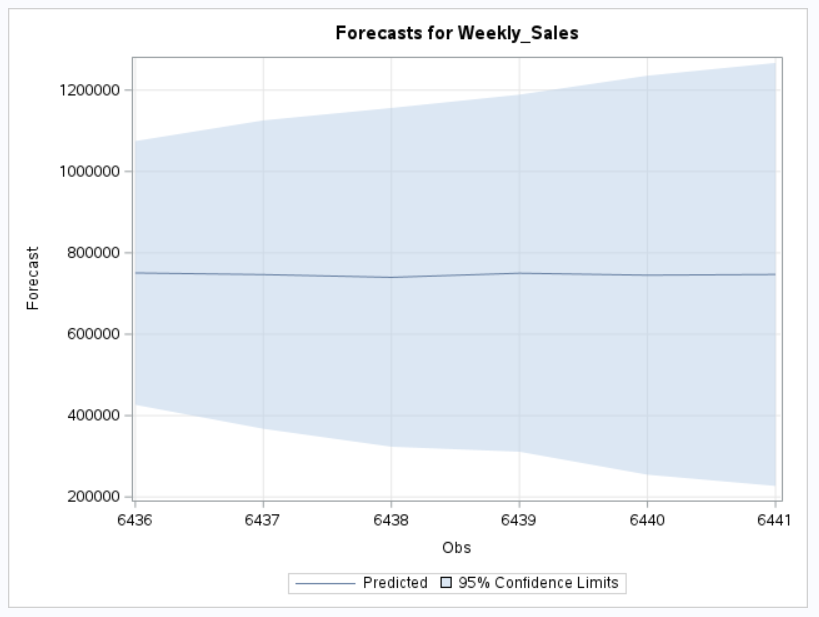 Forecasts for Weekly_Sales
1200000
1000000
800000
600000
400000
200000
Forecast
6436 6437 6438 6439 6440 6441
Obs
Predicted 95% Confidence Limits